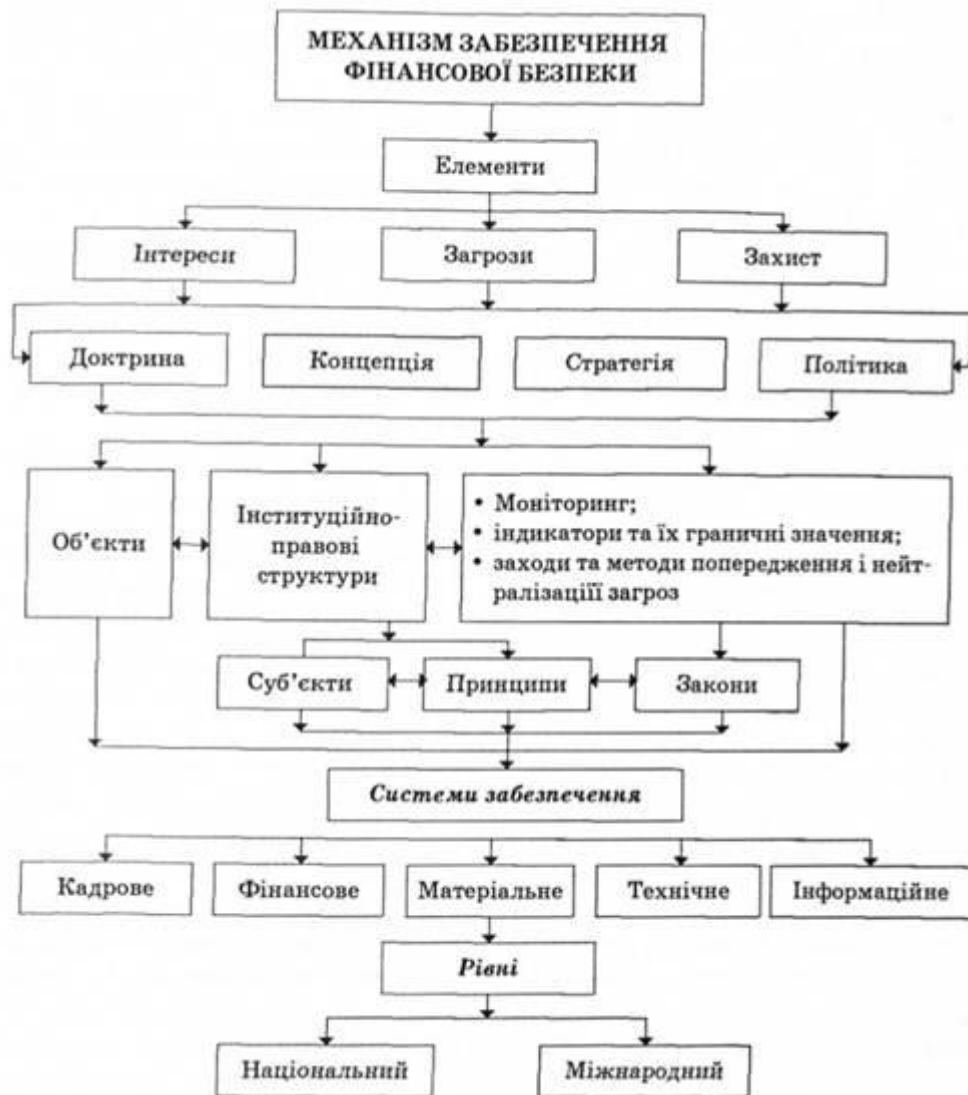 МЕХАНІЗМ ЗАБЕЗПЕЧЕННЯ
ФІНАНСОВОЇ БЕЗПЕКИ
Елементи
Інтереси
Загрози
Захист
Доктрина
Концепція
Стратегія
Політика
Об'єкти
Інституційно-
правові
структури
• Моніторинг;
• індикатори та їх граничні значення;
• заходи та методи попередження і нейт-
ралізаціїї загроз
Суб'єкти
Принципи
Закони
Системи забезпечення
Кадрове
Фінансове
Матеріальне
Технічне
Інформаційне
Рівні
Національний
Міжнародний